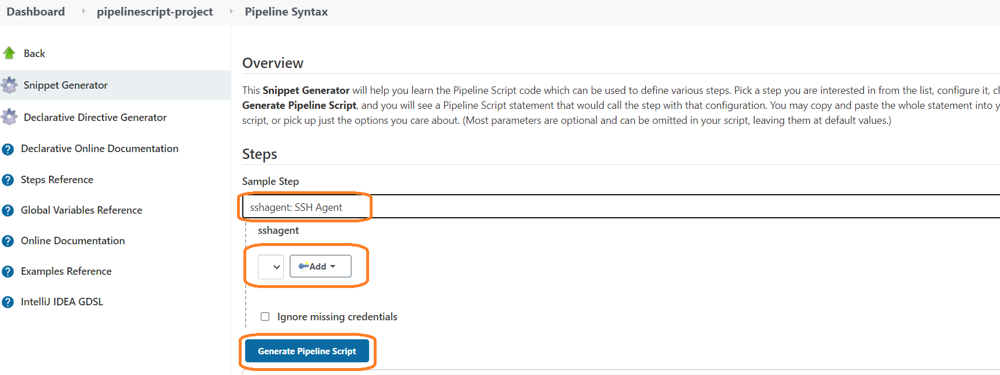 Dashboard pipelinescript-project Pipeline Syntax
Back
Snippet Generator
Declarative Directive Generator
Declarative Online Documentation
Steps Reference
Global Variables Reference
Online Documentation
Examples Reference
IntelliJ IDEA GDSL
Overview
This Snippet Generator will help you learn the Pipeline Script code which can be used to define various steps. Pick a step you are interested in from the list, configure it, cl
Generate Pipeline Script, and you will see a Pipeline Script statement that would call the step with that configuration. You may copy and paste the whole statement into y
script, or pick up just the options you care about. (Most parameters are optional and can be omitted in your script, leaving them at default values.)
Steps
Sample Step
sshagent: SSH Agent
sshagent
Add
Ignore missing credentials
Generate Pipeline Script